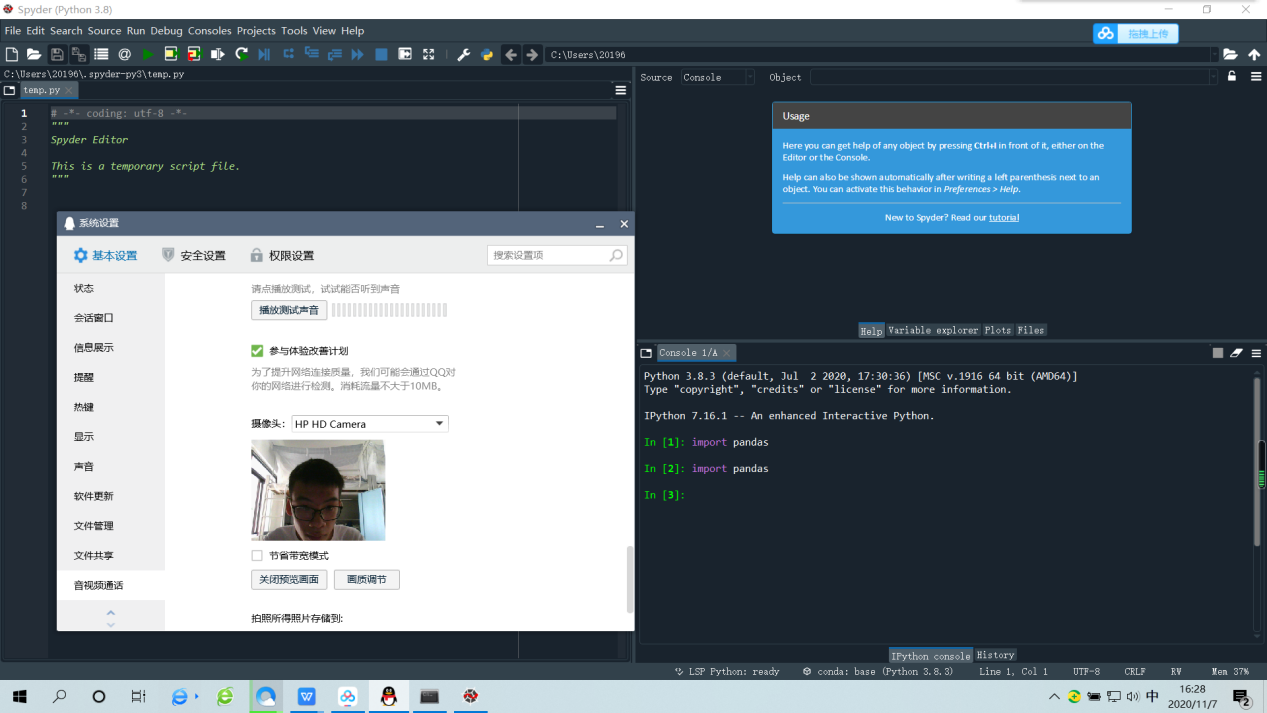 Spyder (Python 3.8)
File Edit Search Source Run Debug Consoles Projects Tools View Help
拖拽上传
C:\Users\20196
C:\Users\20196\.spyder-py3\temp.py
temp.py
1 # -*- coding: utf-8 -*-
2 """
3 Spyder Editor
4
5 This is a temporary script file.
6 """
7
8
Source Console Object
Usage
Here you can get help of any object by pressing Ctrl+I in front of it, either on the
Editor or the Console.
Help can also be shown automatically after writing a left parenthesis next to an
object. You can activate this behavior in Preferences > Help.
New to Spyder? Read our tutorial
Help Variable explorer Plots Files
系统设置
基本设置 安全设置 权限设置 搜索设置项
状态
会话窗口
信息展示
提醒
热键
显示
声音
软件更新
文件管理
文件共享
音视频通话
请点播放测试，试试能否听到声音
播放测试声音
参与体验改善计划
为了提升网络连接质量，我们可能会通过QQ对
你的网络进行检测。消耗流量不大于10MB。
摄像头: HP HD Camera
节省带宽模式
关闭预览画面 画质调节
拍照所得照片存储到:
Console 1/A
Python 3.8.3 (default, Jul  2 2020, 17:30:36) [MSC v.1916 64 bit (AMD64)]
Type "copyright", "credits" or "license" for more information.
IPython 7.16.1 -- An enhanced Interactive Python.
In [1]: import pandas
In [2]: import pandas
In [3]:
IPython console History
LSP Python: ready conda: base (Python 3.8.3) Line 1, Col 1 UTF-8 CRLF RW Mem 37%
中 16:28
2020/11/7 2